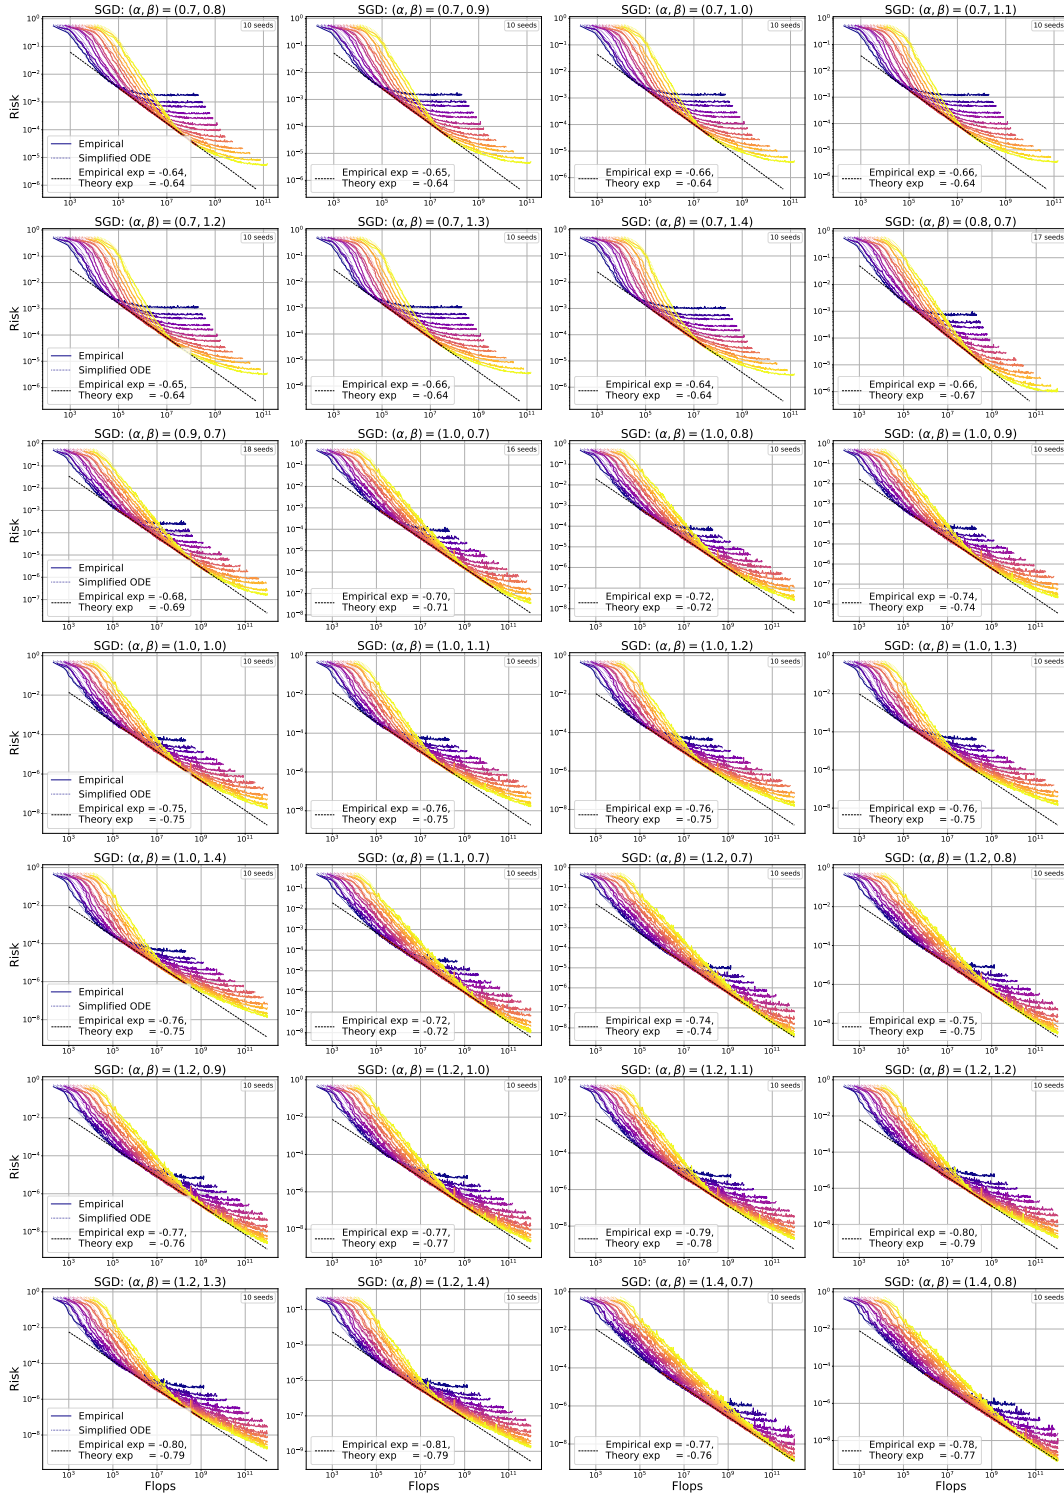 SGD: (α, β) = (0.7, 0.8)
10 seeds
Empirical
Simplified ODE
Empirical exp = -0.64,
Theory exp = -0.64
SGD: (α, β) = (0.7, 0.9)
10 seeds
Empirical exp = -0.65,
Theory exp = -0.64
SGD: (α, β) = (0.7, 1.0)
10 seeds
Empirical exp = -0.66,
Theory exp = -0.64
SGD: (α, β) = (0.7, 1.1)
10 seeds
Empirical exp = -0.66,
Theory exp = -0.64
Risk
SGD: (α, β) = (0.7, 1.2)
10 seeds
Empirical
Simplified ODE
Empirical exp = -0.65,
Theory exp = -0.64
SGD: (α, β) = (0.7, 1.3)
10 seeds
Empirical exp = -0.66,
Theory exp = -0.64
SGD: (α, β) = (0.7, 1.4)
10 seeds
Empirical exp = -0.64,
Theory exp = -0.64
SGD: (α, β) = (0.8, 0.7)
17 seeds
Empirical exp = -0.66,
Theory exp = -0.67
Risk
SGD: (α, β) = (0.9, 0.7)
18 seeds
Empirical
Simplified ODE
Empirical exp = -0.68,
Theory exp = -0.69
SGD: (α, β) = (1.0, 0.7)
16 seeds
Empirical exp = -0.70,
Theory exp = -0.71
SGD: (α, β) = (1.0, 0.8)
10 seeds
Empirical exp = -0.72,
Theory exp = -0.72
SGD: (α, β) = (1.0, 0.9)
10 seeds
Empirical exp = -0.74,
Theory exp = -0.74
Risk
SGD: (α, β) = (1.0, 1.0)
10 seeds
Empirical
Simplified ODE
Empirical exp = -0.75,
Theory exp = -0.75
SGD: (α, β) = (1.0, 1.1)
10 seeds
Empirical exp = -0.76,
Theory exp = -0.75
SGD: (α, β) = (1.0, 1.2)
10 seeds
Empirical exp = -0.76,
Theory exp = -0.75
SGD: (α, β) = (1.0, 1.3)
10 seeds
Empirical exp = -0.76,
Theory exp = -0.75
Risk
SGD: (α, β) = (1.0, 1.4)
10 seeds
Empirical
Simplified ODE
Empirical exp = -0.76,
Theory exp = -0.75
SGD: (α, β) = (1.1, 0.7)
10 seeds
Empirical exp = -0.72,
Theory exp = -0.72
SGD: (α, β) = (1.2, 0.7)
10 seeds
Empirical exp = -0.74,
Theory exp = -0.74
SGD: (α, β) = (1.2, 0.8)
10 seeds
Empirical exp = -0.75,
Theory exp = -0.75
Risk
SGD: (α, β) = (1.2, 0.9)
10 seeds
Empirical
Simplified ODE
Empirical exp = -0.77,
Theory exp = -0.76
SGD: (α, β) = (1.2, 1.0)
10 seeds
Empirical exp = -0.77,
Theory exp = -0.77
SGD: (α, β) = (1.2, 1.1)
10 seeds
Empirical exp = -0.79,
Theory exp = -0.78
SGD: (α, β) = (1.2, 1.2)
10 seeds
Empirical exp = -0.80,
Theory exp = -0.79
Risk
SGD: (α, β) = (1.2, 1.3)
10 seeds
Empirical
Simplified ODE
Empirical exp = -0.80,
Theory exp = -0.79
SGD: (α, β) = (1.2, 1.4)
10 seeds
Empirical exp = -0.81,
Theory exp = -0.79
SGD: (α, β) = (1.4, 0.7)
10 seeds
Empirical exp = -0.77,
Theory exp = -0.76
SGD: (α, β) = (1.4, 0.8)
10 seeds
Empirical exp = -0.78,
Theory exp = -0.77
Risk
Flops
Flops
Flops
Flops